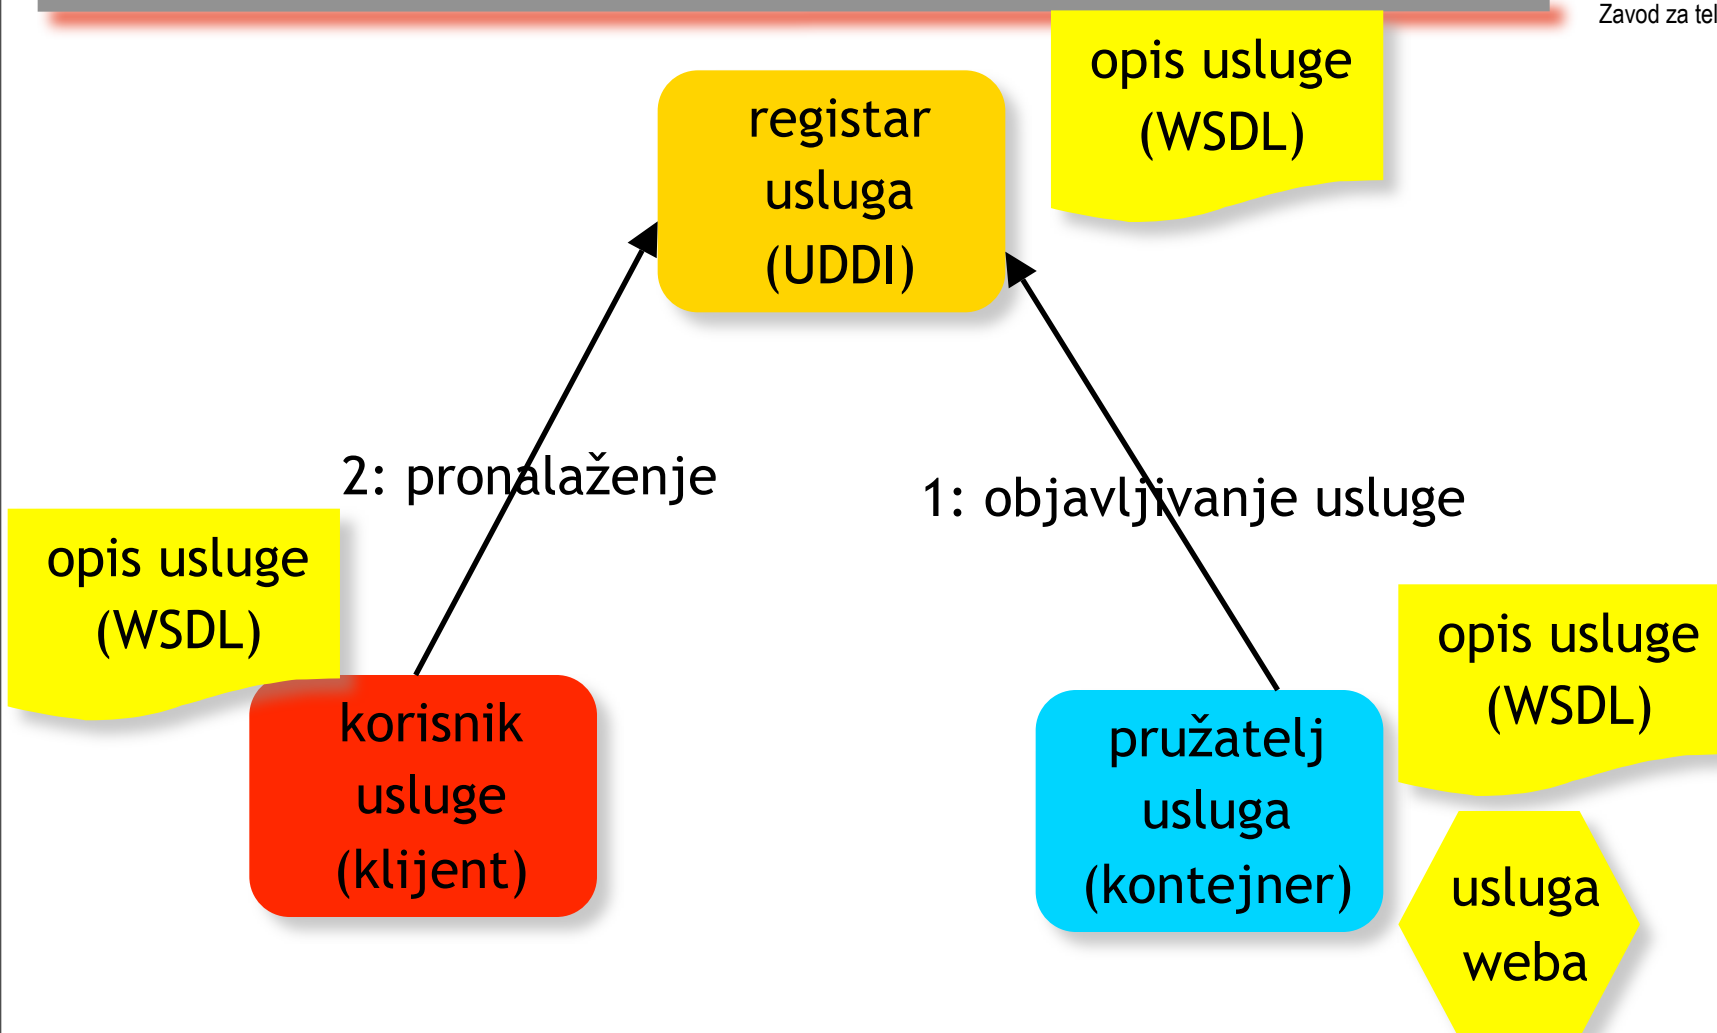 Zavod za tel
opis usluge
(WSDL)
registar
usluga
(UDDI)
2: pronalaženje
1: objavljivanje usluge
opis usluge
(WSDL)
opis usluge
(WSDL)
korisnik
usluge
(klijent)
pružatelj
usluga
(kontejner)
usluga
weba